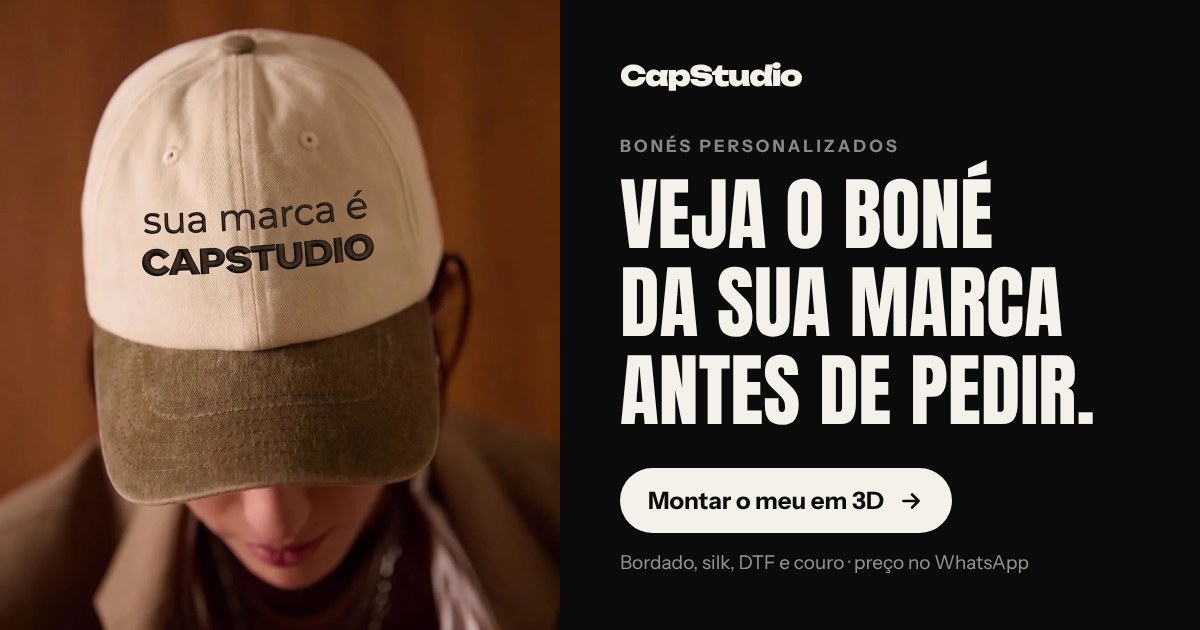 sua marca é
CAPSTUDIO
CapStudio
BONÉS PERSONALIZADOS
VEJA O BONÉ
DA SUA MARCA
ANTES DE PEDIR.
Montar o meu em 3D →
Bordado, silk, DTF e couro · preço no WhatsApp